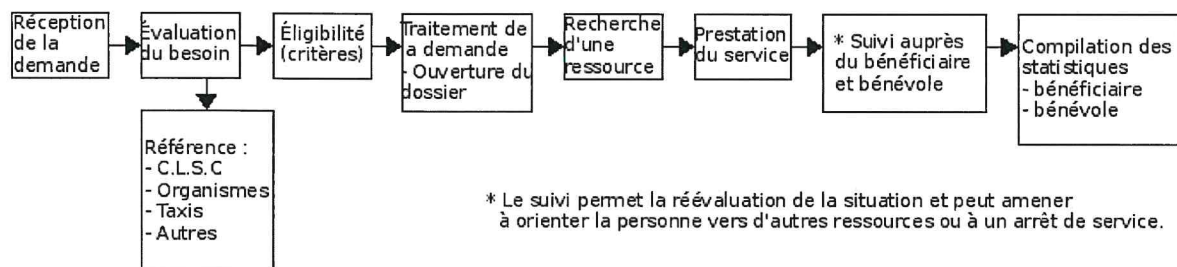 Réception
de la
demande
Évaluation
du besoin
Éligibilité
(critères)
Traitement de
la demande
- Ouverture du
dossier
Recherche
d'une
ressource
Prestation
du service
* Suivi auprès
du bénéficiaire
et bénévole
Compilation des
statistiques
- bénéficiaire
- bénévole
Référence :
- C.L.S.C
- Organismes
- Taxis
- Autres
* Le suivi permet la réévaluation de la situation et peut amener
à orienter la personne vers d'autres ressources ou à un arrêt de service.